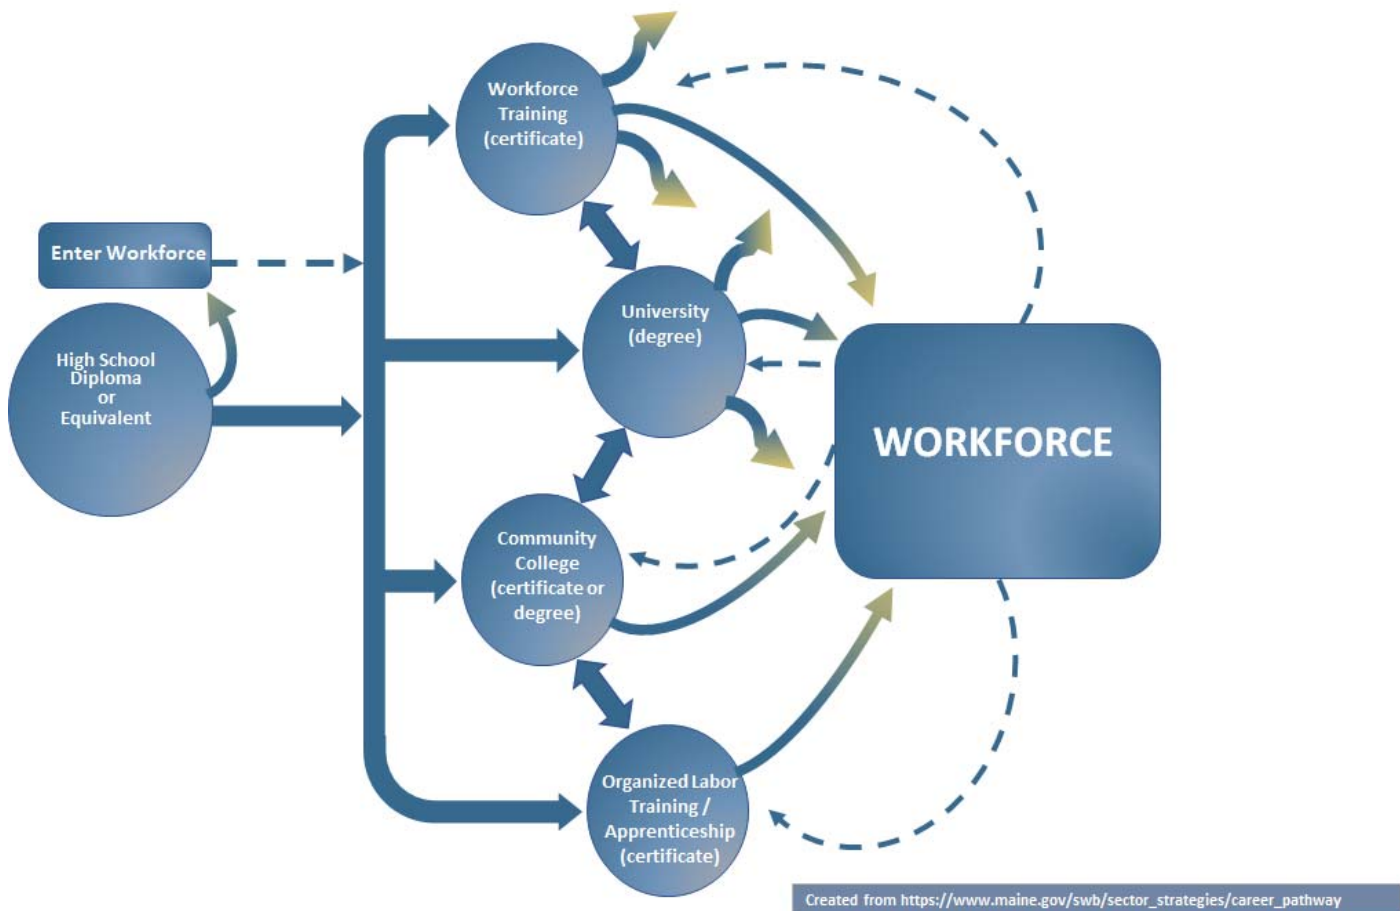 Workforce
Training
(certificate)
Enter Workforce
High School
Diploma
or
Equivalent
University
(degree)
WORKFORCE
Community
College
(certificate or
degree)
Organized Labor
Training /
Apprenticeship
(certificate)
Created from https://www.maine.gov/swb/sector_strategies/career_pathway